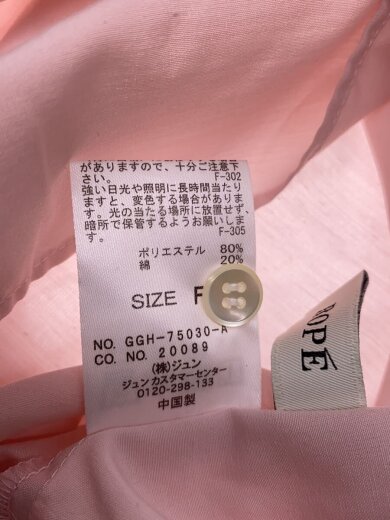 がありますので、十分ご注意下
さい。
F-302
強い日光や照明に長時間当たり
ますと、変色する場合がありま
す。光の当たる場所に放置せず、
暗所で保管するようお願いしま
す。
F-305
ポリエステル 80%
綿 20%
SIZE F
NO. GGH-75030-A
CO. NO. 20089
(株)ジュン
ジュン カスタマーセンター
0120-298-133
中国製
ROPÉ